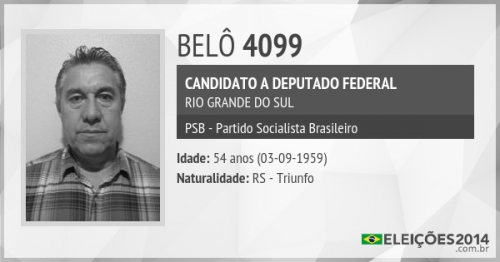 BELÔ 4099
CANDIDATO A DEPUTADO FEDERAL
RIO GRANDE DO SUL
PSB - Partido Socialista Brasileiro
Idade: 54 anos (03-09-1959)
Naturalidade: RS - Triunfo
ELEIÇÕES2014
.com.br